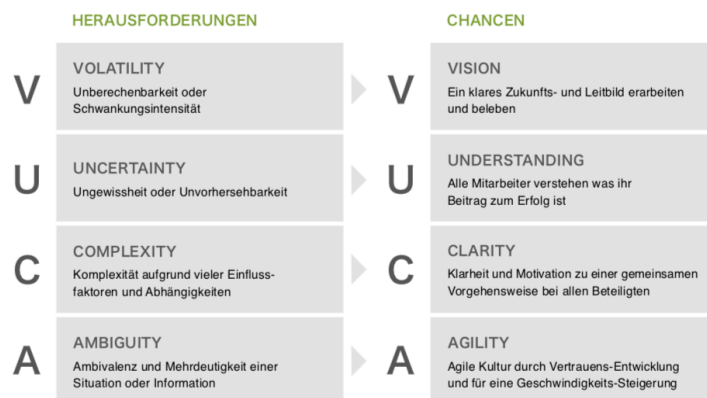 HERAUSFORDERUNGEN
CHANCEN
V
VOLATILITY
Unberechenbarkeit oder
Schwankungsintensität
V
VISION
Ein klares Zukunfts- und Leitbild erarbeiten
und beleben
U
UNCERTAINTY
Ungewissheit oder Unvorhersehbarkeit
U
UNDERSTANDING
Alle Mitarbeiter verstehen was ihr
Beitrag zum Erfolg ist
C
COMPLEXITY
Komplexität aufgrund vieler Einfluss-
faktoren und Abhängigkeiten
C
CLARITY
Klarheit und Motivation zu einer gemeinsamen
Vorgehensweise bei allen Beteiligten
A
AMBIGUITY
Ambivalenz und Mehrdeutigkeit einer
Situation oder Information
A
AGILITY
Agile Kultur durch Vertrauens-Entwicklung
und für eine Geschwindigkeits-Steigerung